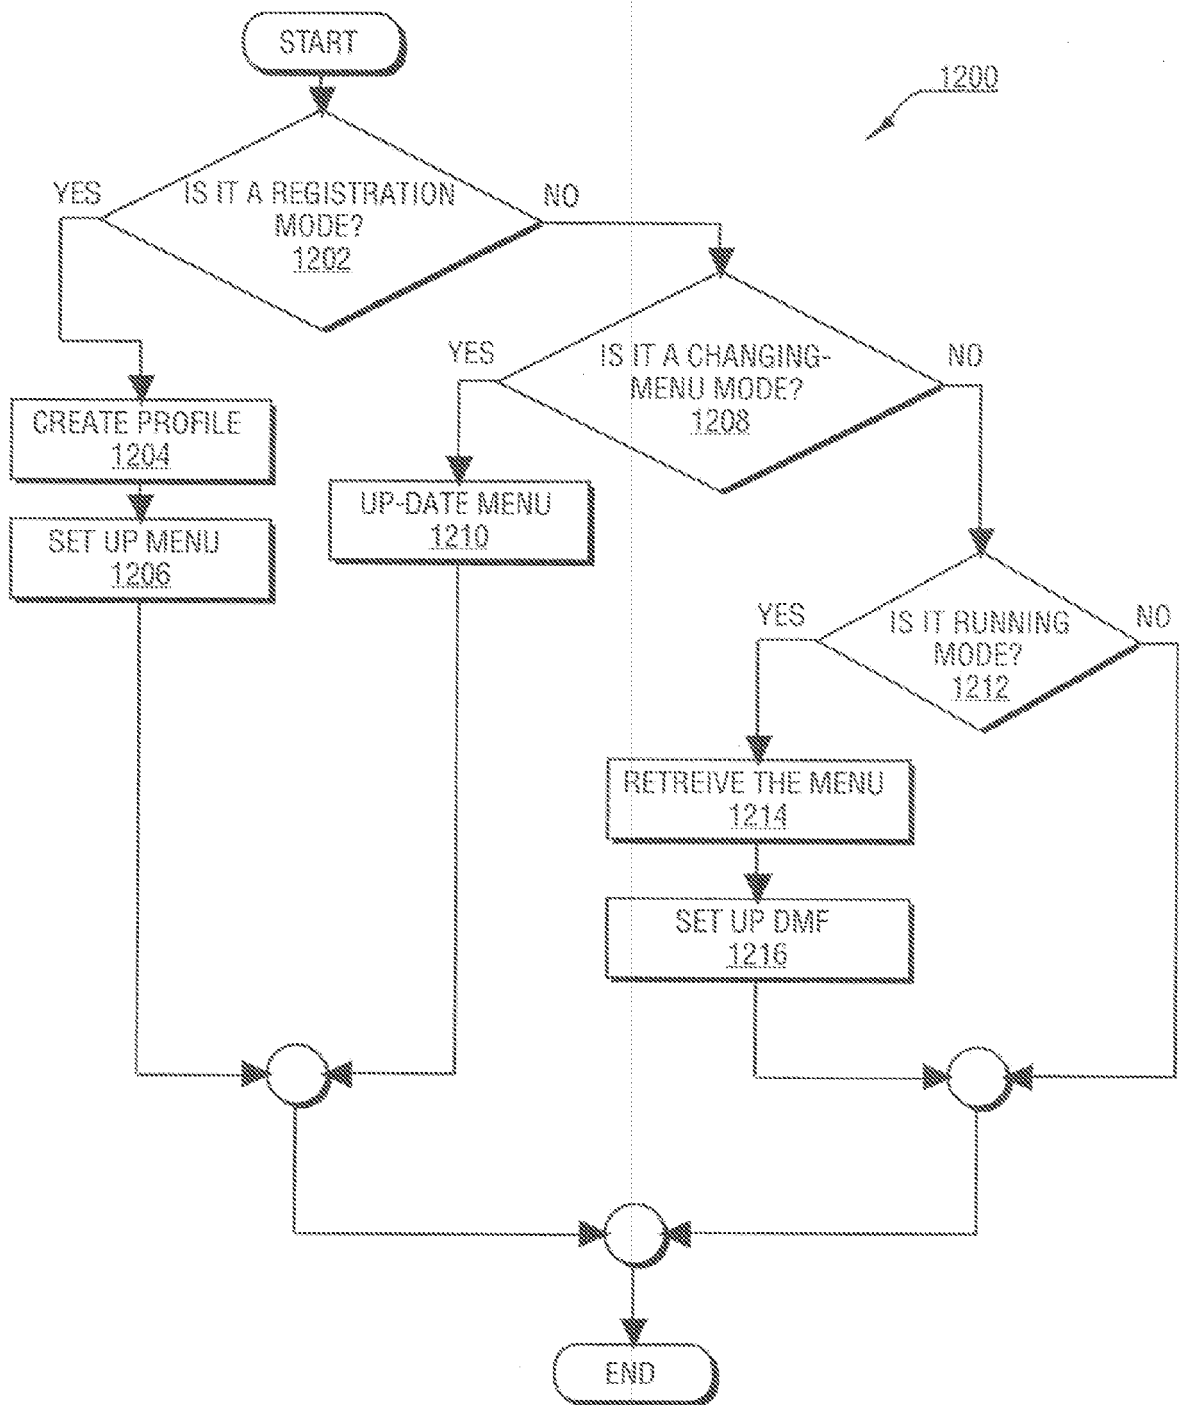 START
1200
YES
IS IT A REGISTRATION
MODE?
1202
NO
YES
IS IT A CHANGING-
MENU MODE?
1208
NO
CREATE PROFILE
1204
SET UP MENU
1206
UP-DATE MENU
1210
YES
IS IT RUNNING
MODE?
1212
NO
RETREIVE THE MENU
1214
SET UP DMF
1216
END